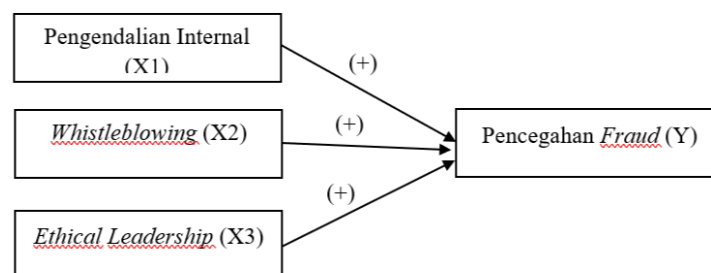 Pengendalian Internal
(X1)
(+)
Whistleblowing (X2)
(+)
Pencegahan Fraud (Y)
(+)
Ethical Leadership (X3)